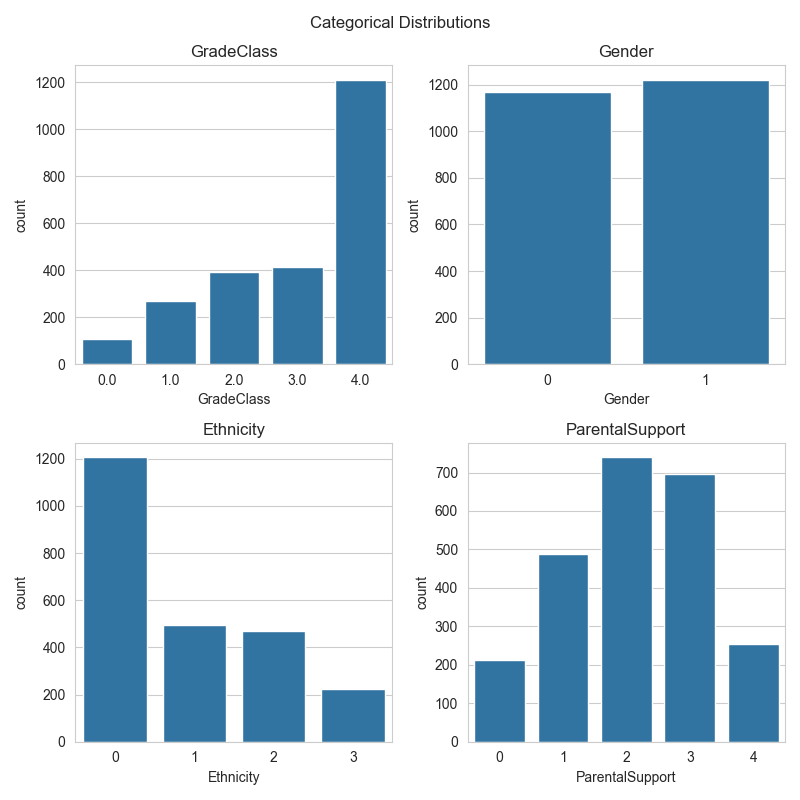 Categorical Distributions
GradeClass
1200
1000
800
600
400
200
0
count
0.0 1.0 2.0 3.0 4.0
GradeClass
Gender
1200
1000
800
600
400
200
0
count
0 1
Gender
Ethnicity
1200
1000
800
600
400
200
0
count
0 1 2 3
Ethnicity
ParentalSupport
700
600
500
400
300
200
100
0
count
0 1 2 3 4
ParentalSupport